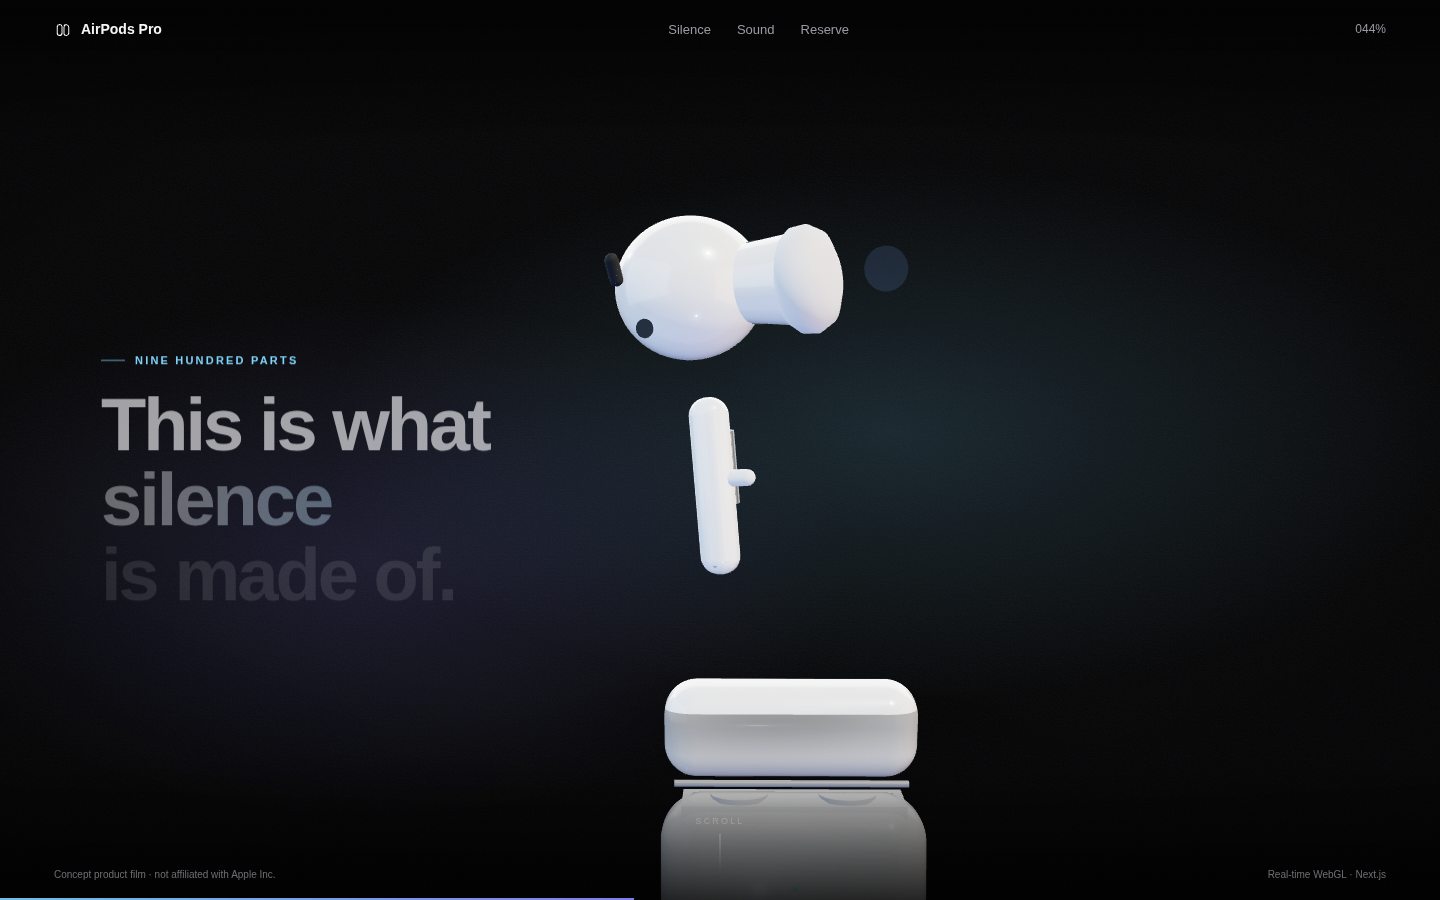 AirPods Pro
Silence
Sound
Reserve
044%
NINE HUNDRED PARTS
This is what
silence
is made of.
SCROLL
Concept product film · not affiliated with Apple Inc.
Real-time WebGL · Next.js